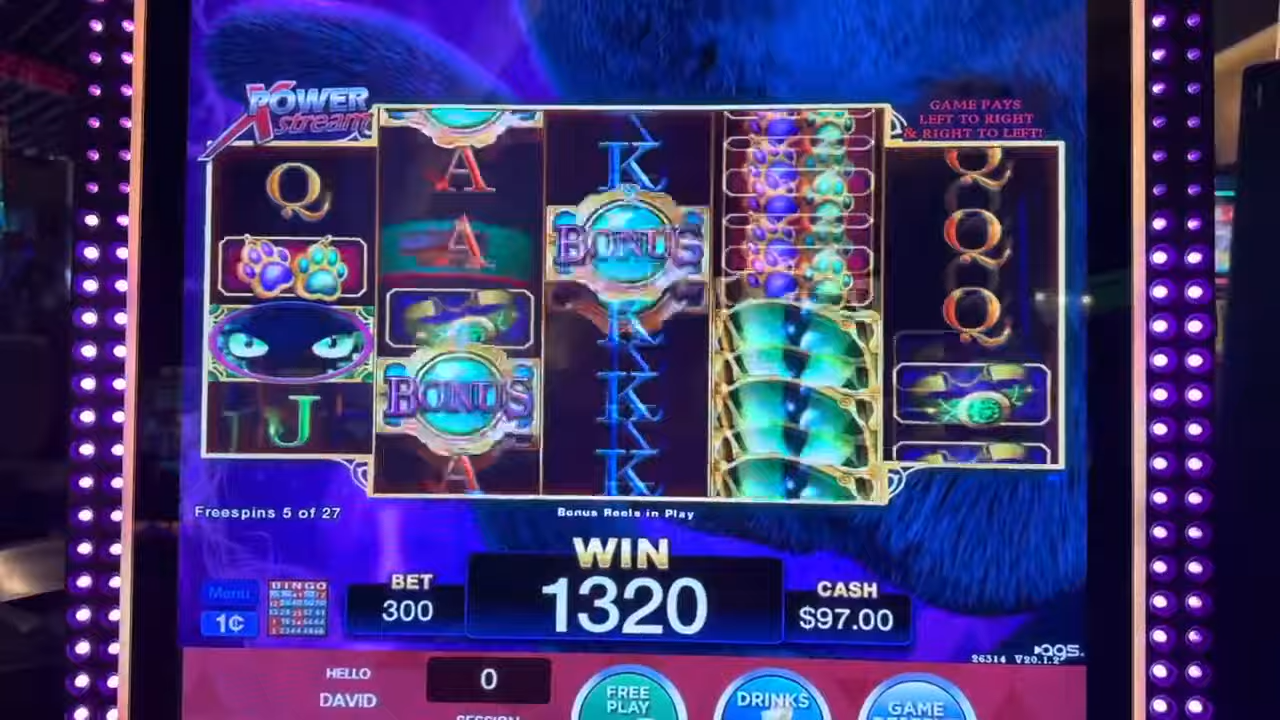 POWER
Xstream
GAME PAYS
LEFT TO RIGHT
& RIGHT TO LEFT!
Q
A
K
Q
A
BONUS
Q
K
Q
J
BONUS
K
A
K
Freespins 5 of 27
Bonus Reels in Play
WIN
1320
BET
300
CASH
$97.00
Menu
1¢
BINGO
ags
26314 V20.1.2
HELLO
DAVID
0
SESSION
FREE
PLAY
DRINKS
GAME